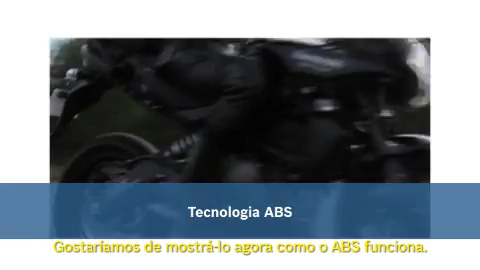 Tecnologia ABS
Gostaríamos de mostrá-lo agora como o ABS funciona.